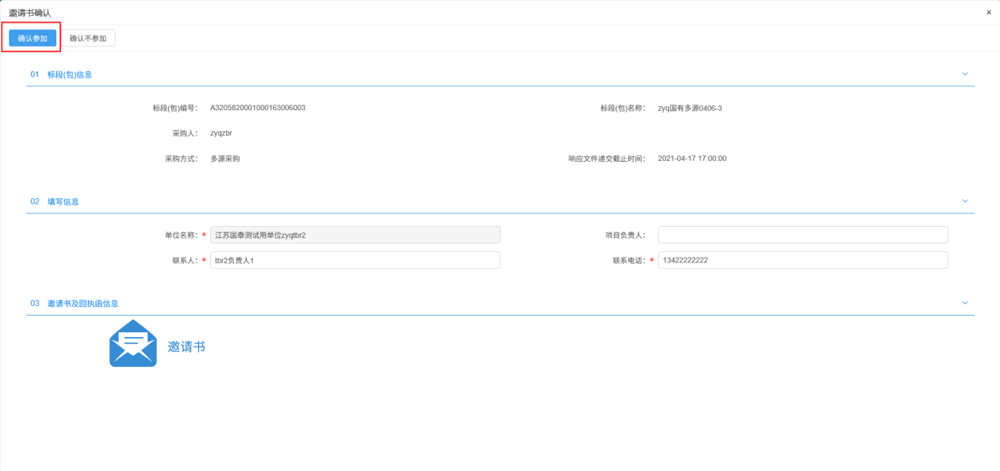 邀请书确认
×
确认参加 确认不参加
01 标段(包)信息
标段(包)编号： A3205820001000163006003 标段(包)名称： zyq国有多源0406-3
采购人： zyqzbr
采购方式： 多源采购 响应文件递交截止时间： 2021-04-17 17:00:00
02 填写信息
单位名称：* 江苏国泰测试用单位zyqtbr2 项目负责人：
联系人：* tbr2负责人1 联系电话：* 13422222222
03 邀请书及回执函信息
邀请书